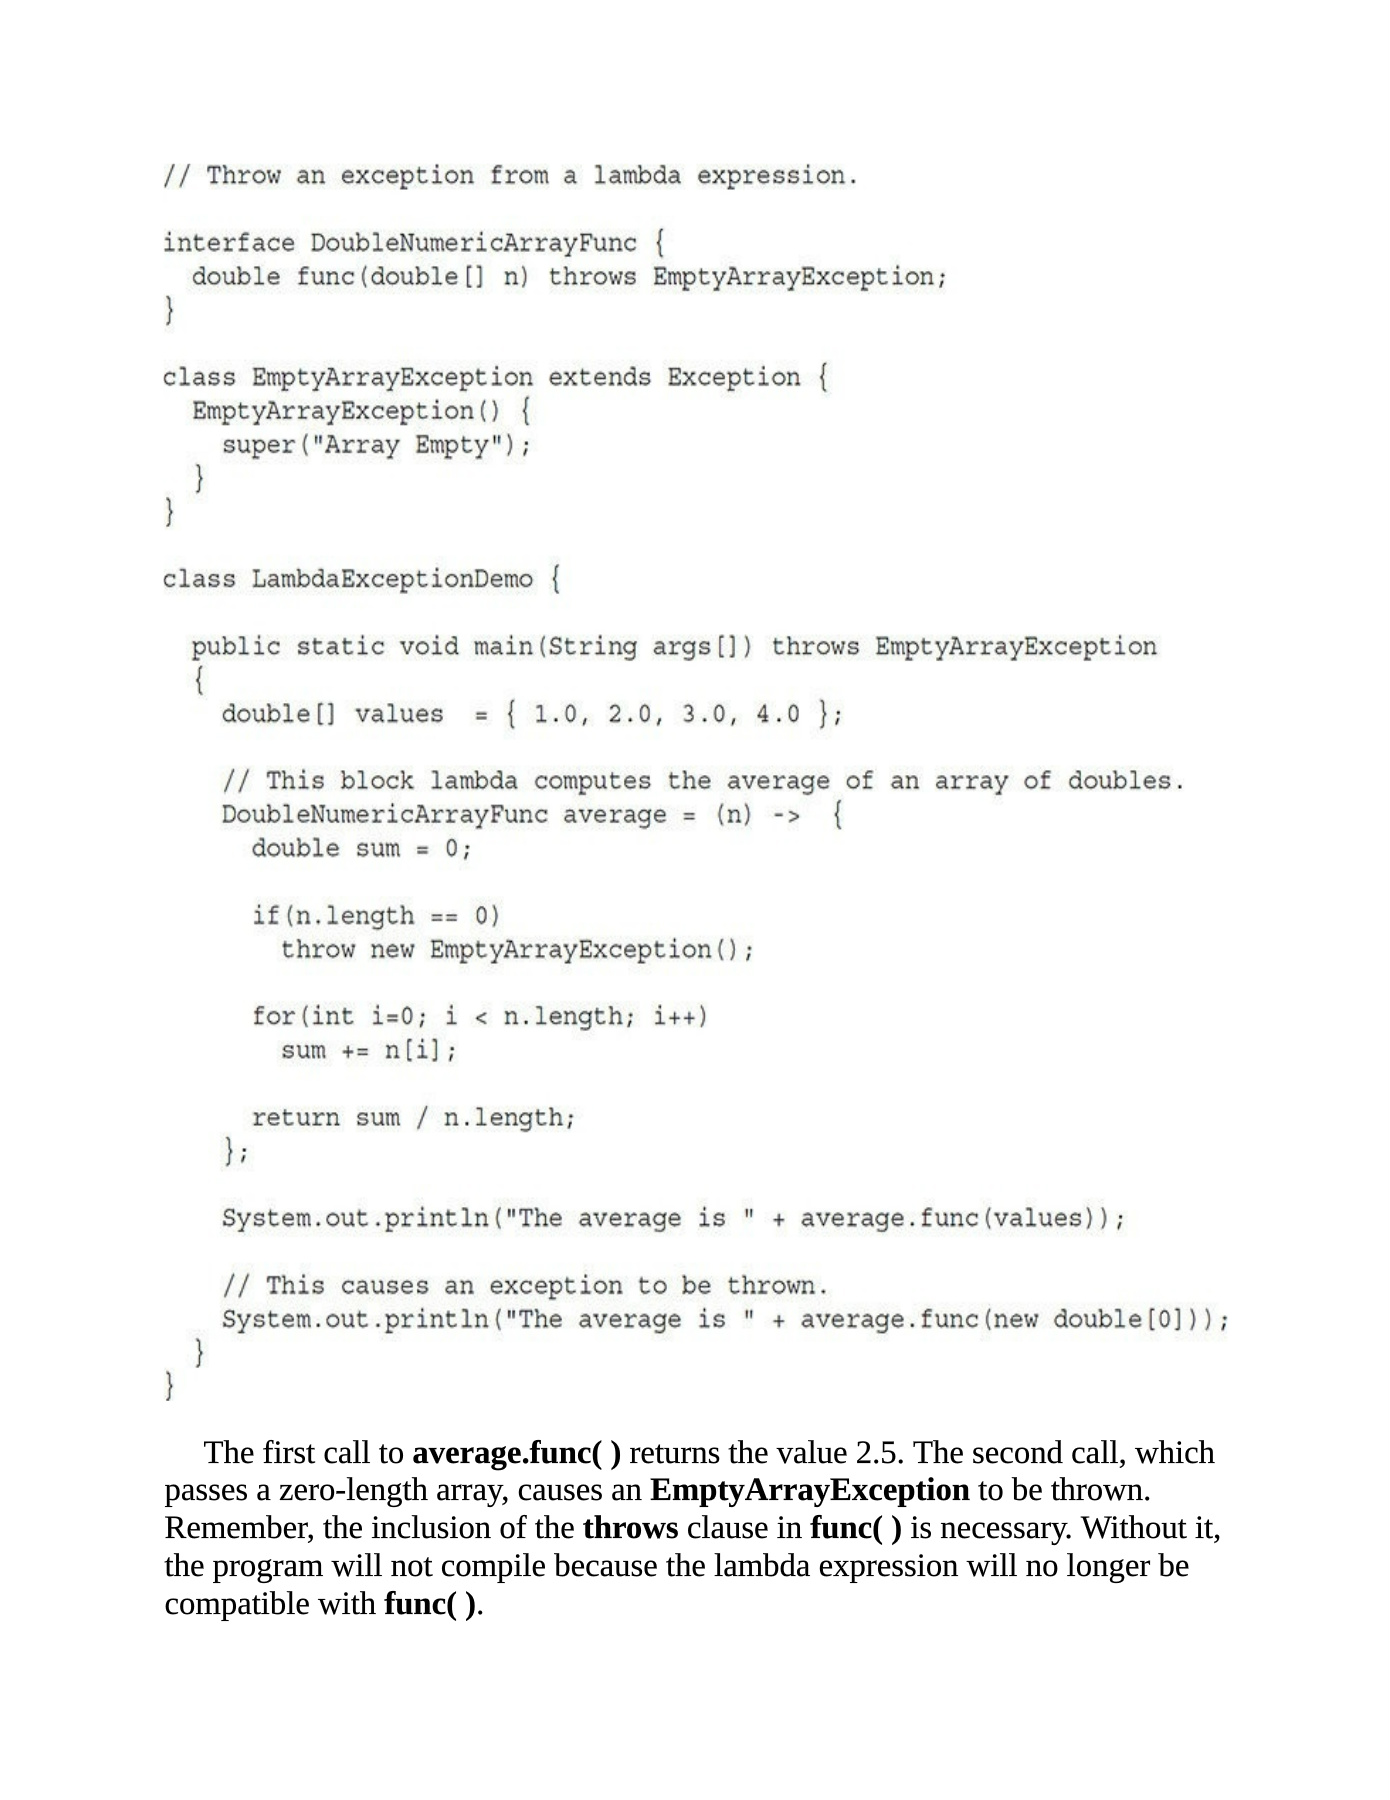 // Throw an exception from a lambda expression.
interface DoubleNumericArrayFunc {
  double func(double[] n) throws EmptyArrayException;
}
class EmptyArrayException extends Exception {
  EmptyArrayException() {
    super("Array Empty");
  }
}
class LambdaExceptionDemo {
  public static void main(String args[]) throws EmptyArrayException
  {
    double[] values  = { 1.0, 2.0, 3.0, 4.0 };
    // This block lambda computes the average of an array of doubles.
    DoubleNumericArrayFunc average = (n) ->  {
      double sum = 0;
      if(n.length == 0)
        throw new EmptyArrayException();
      for(int i=0; i < n.length; i++)
        sum += n[i];
      return sum / n.length;
    };
    System.out.println("The average is " + average.func(values));
    // This causes an exception to be thrown.
    System.out.println("The average is " + average.func(new double[0]));
  }
}
The first call to average.func( ) returns the value 2.5. The second call, which
passes a zero-length array, causes an EmptyArrayException to be thrown.
Remember, the inclusion of the throws clause in func( ) is necessary. Without it,
the program will not compile because the lambda expression will no longer be
compatible with func( ).